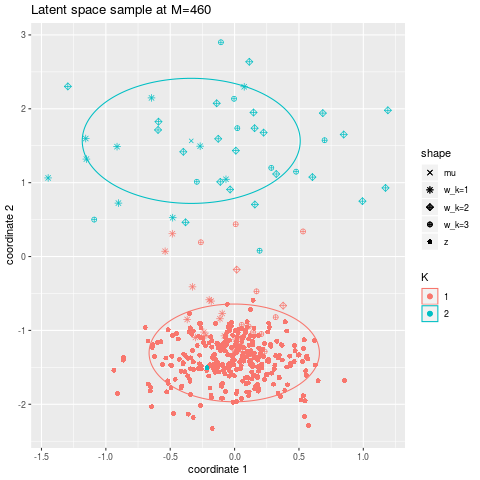 Latent space sample at M=460
3
2
1
0
-1
-2
coordinate 2
-1.5
-1.0
-0.5
0.0
0.5
1.0
coordinate 1
shape
mu
w_k=1
w_k=2
w_k=3
z
K
1
2